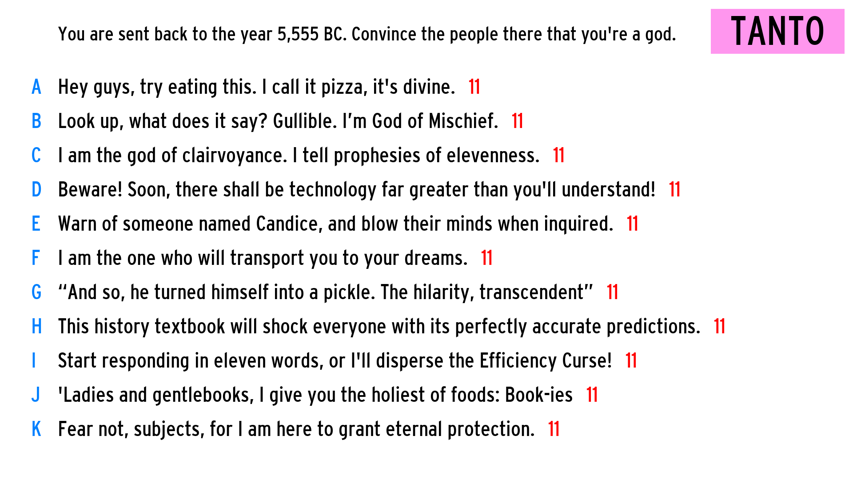 You are sent back to the year 5,555 BC. Convince the people there that you're a god.
TANTO
A Hey guys, try eating this. I call it pizza, it's divine. 11
B Look up, what does it say? Gullible. I’m God of Mischief. 11
C I am the god of clairvoyance. I tell prophesies of elevenness. 11
D Beware! Soon, there shall be technology far greater than you'll understand! 11
E Warn of someone named Candice, and blow their minds when inquired. 11
F I am the one who will transport you to your dreams. 11
G “And so, he turned himself into a pickle. The hilarity, transcendent” 11
H This history textbook will shock everyone with its perfectly accurate predictions. 11
I Start responding in eleven words, or I'll disperse the Efficiency Curse! 11
J 'Ladies and gentlebooks, I give you the holiest of foods: Book-ies 11
K Fear not, subjects, for I am here to grant eternal protection. 11